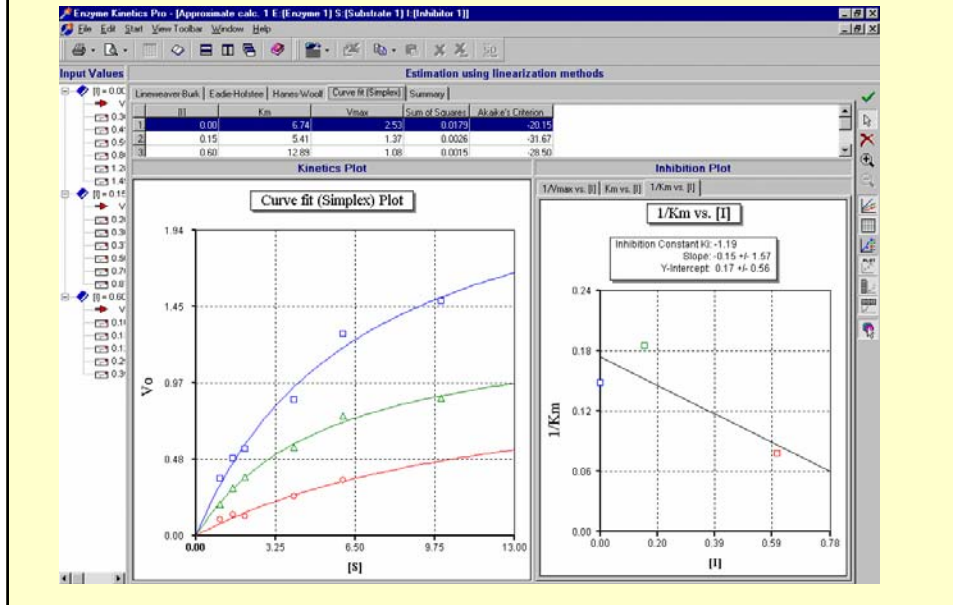 Enzyme Kinetics Pro - [Approximate calc. 1 E:(Enzyme 1) S:(Substrate 1) I:(Inhibitor 1)]
File Edit Start View Toolbar Window Help
Input Values
Estimation using linearization methods
Lineweaver-Burk Eadie-Hofstee Hanes-Woolf Curve fit (Simplex) Summary
[I] Km Vmax Sum of Squares Akaike's Criterion
1 0.00 6.74 2.53 0.0179 -20.15
2 0.15 5.41 1.37 0.0026 -31.67
3 0.60 12.89 1.08 0.0015 -28.50
[I] = 0.00
V
1.20
[I] = 0.15
V
[I] = 0.60
V
Kinetics Plot
Curve fit (Simplex) Plot
Vo
1.94
1.45
0.97
0.48
0.00
0.00 3.25 6.50 9.75 13.00
[S]
Inhibition Plot
1/Vmax vs. [I] Km vs. [I] 1/Km vs. [I]
1/Km vs. [I]
Inhibition Constant Ki: -1.19
Slope: -0.15 +/- 1.57
Y-Intercept: 0.17 +/- 0.56
1/Km
0.24
0.18
0.12
0.06
0.00
0.00 0.20 0.39 0.59 0.78
[I]